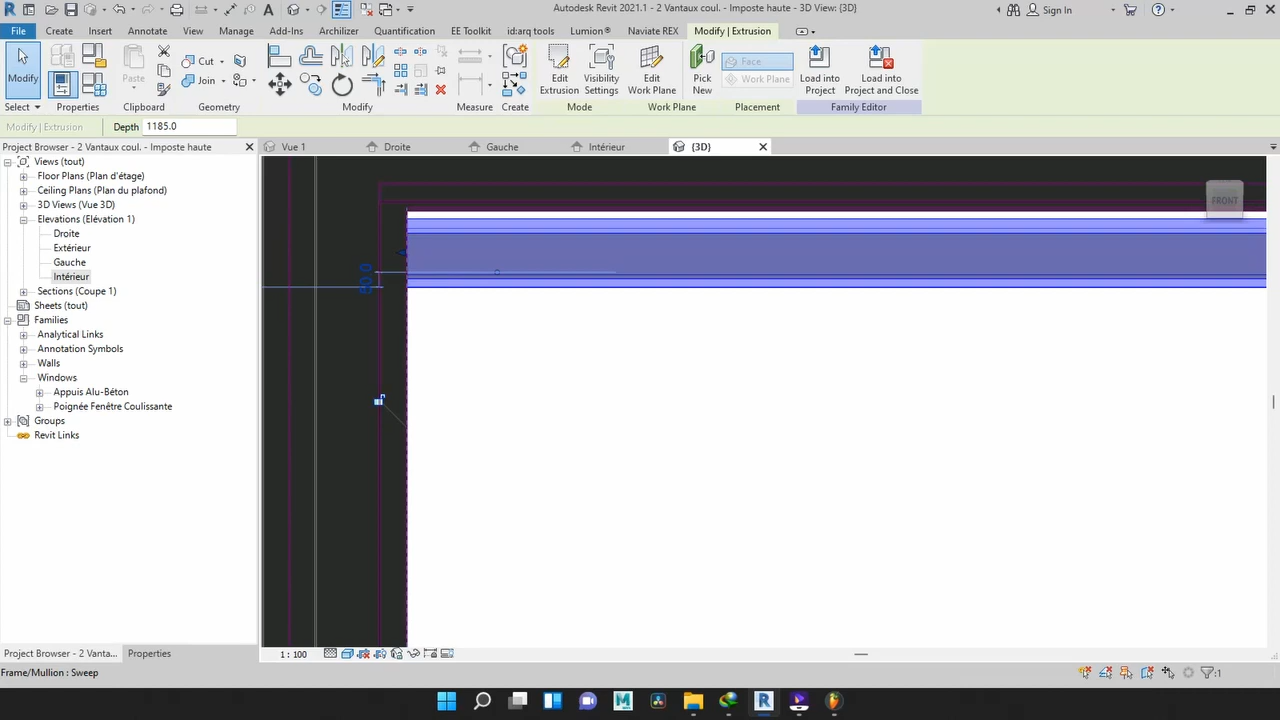 Autodesk Revit 2021.1 - 2 Vantaux coul. - Imposte haute - 3D View: {3D}
Sign In
File Create Insert Annotate View Manage Add-Ins Archilizer Quantification EE Toolkit id:arq tools Lumion® Naviate REX Modify | Extrusion
Modify
Paste
Cut
Join
Edit Extrusion
Visibility Settings
Edit Work Plane
Pick New
Face
Work Plane
Load into Project
Load into Project and Close
Select Properties Clipboard Geometry Modify Measure Create Mode Work Plane Placement Family Editor
Modify | Extrusion Depth 1185.0
Project Browser - 2 Vantaux coul. - Imposte haute
Vue 1 Droite Gauche Intérieur {3D}
Views (tout)
Floor Plans (Plan d'étage)
Ceiling Plans (Plan du plafond)
3D Views (Vue 3D)
Elevations (Elévation 1)
Droite
Extérieur
Gauche
Intérieur
Sections (Coupe 1)
Sheets (tout)
Families
Analytical Links
Annotation Symbols
Walls
Windows
Appuis Alu-Béton
Poignée Fenêtre Coulissante
Groups
Revit Links
FRONT
Project Browser - 2 Vanta... Properties
1 : 100
Frame/Mullion : Sweep
:1